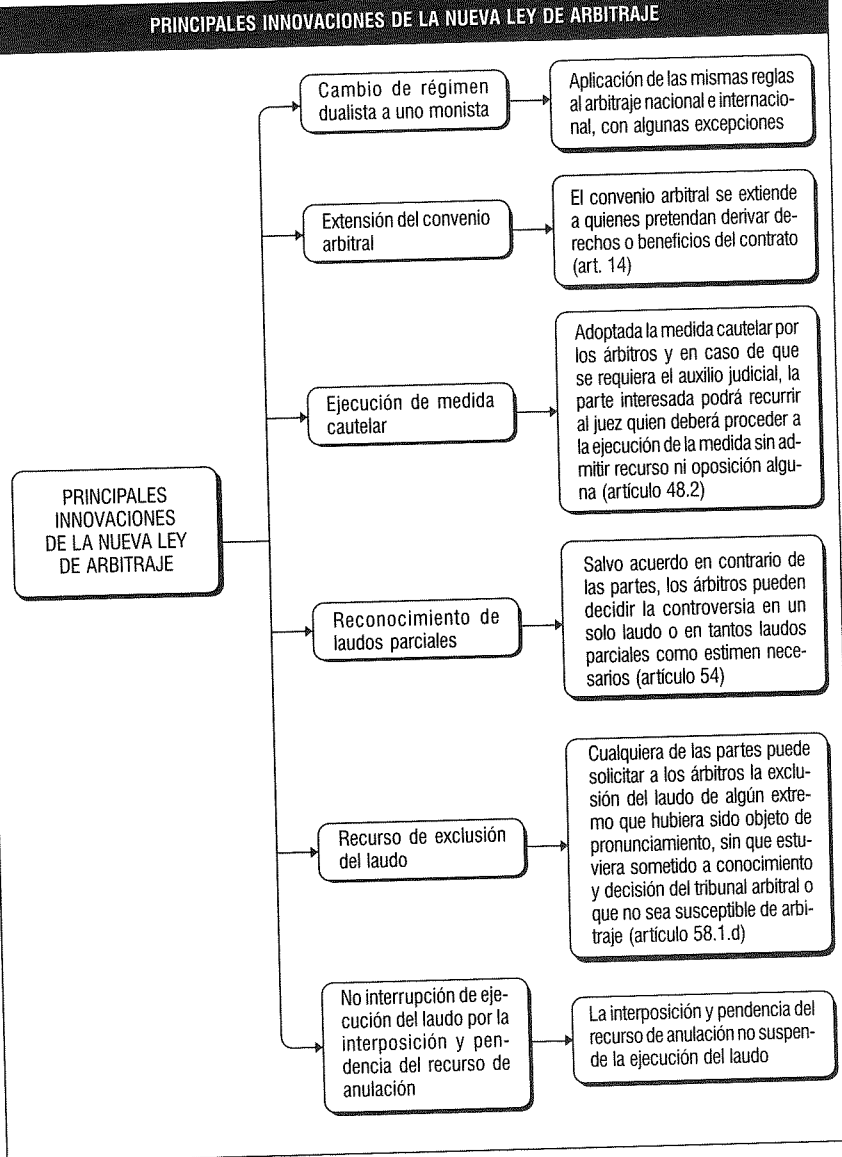 PRINCIPALES INNOVACIONES DE LA NUEVA LEY DE ARBITRAJE
PRINCIPALES
INNOVACIONES
DE LA NUEVA LEY
DE ARBITRAJE
Cambio de régimen
dualista a uno monista
Aplicación de las mismas reglas
al arbitraje nacional e internacio-
nal, con algunas excepciones
Extensión del convenio
arbitral
El convenio arbitral se extiende
a quienes pretendan derivar de-
rechos o beneficios del contrato
(art. 14)
Ejecución de medida
cautelar
Adoptada la medida cautelar por
los árbitros y en caso de que
se requiera el auxilio judicial, la
parte interesada podrá recurrir
al juez quien deberá proceder a
la ejecución de la medida sin ad-
mitir recurso ni oposición algu-
na (artículo 48.2)
Reconocimiento de
laudos parciales
Salvo acuerdo en contrario de
las partes, los árbitros pueden
decidir la controversia en un
solo laudo o en tantos laudos
parciales como estimen nece-
sarios (artículo 54)
Recurso de exclusión
del laudo
Cualquiera de las partes puede
solicitar a los árbitros la exclu-
sión del laudo de algún extre-
mo que hubiera sido objeto de
pronunciamiento, sin que estu-
viera sometido a conocimiento
y decisión del tribunal arbitral o
que no sea susceptible de arbi-
traje (artículo 58.1.d)
No interrupción de eje-
cución del laudo por la
interposición y pen-
dencia del recurso de
anulación
La interposición y pendencia del
recurso de anulación no suspen-
de la ejecución del laudo